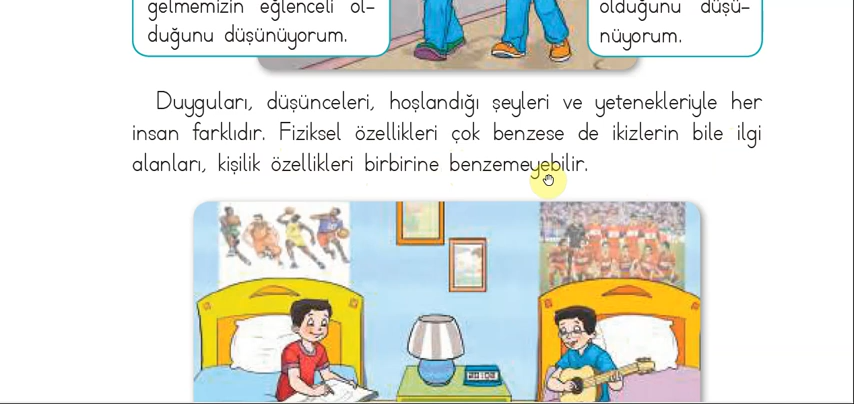 gelmemizin eğlenceli ol-
duğunu düşünüyorum.
olduğunu düşü-
nüyorum.
Duyguları, düşünceleri, hoşlandığı şeyleri ve yetenekleriyle her
insan farklıdır. Fiziksel özellikleri çok benzese de ikizlerin bile ilgi
alanları, kişilik özellikleri birbirine benzemeyebilir.